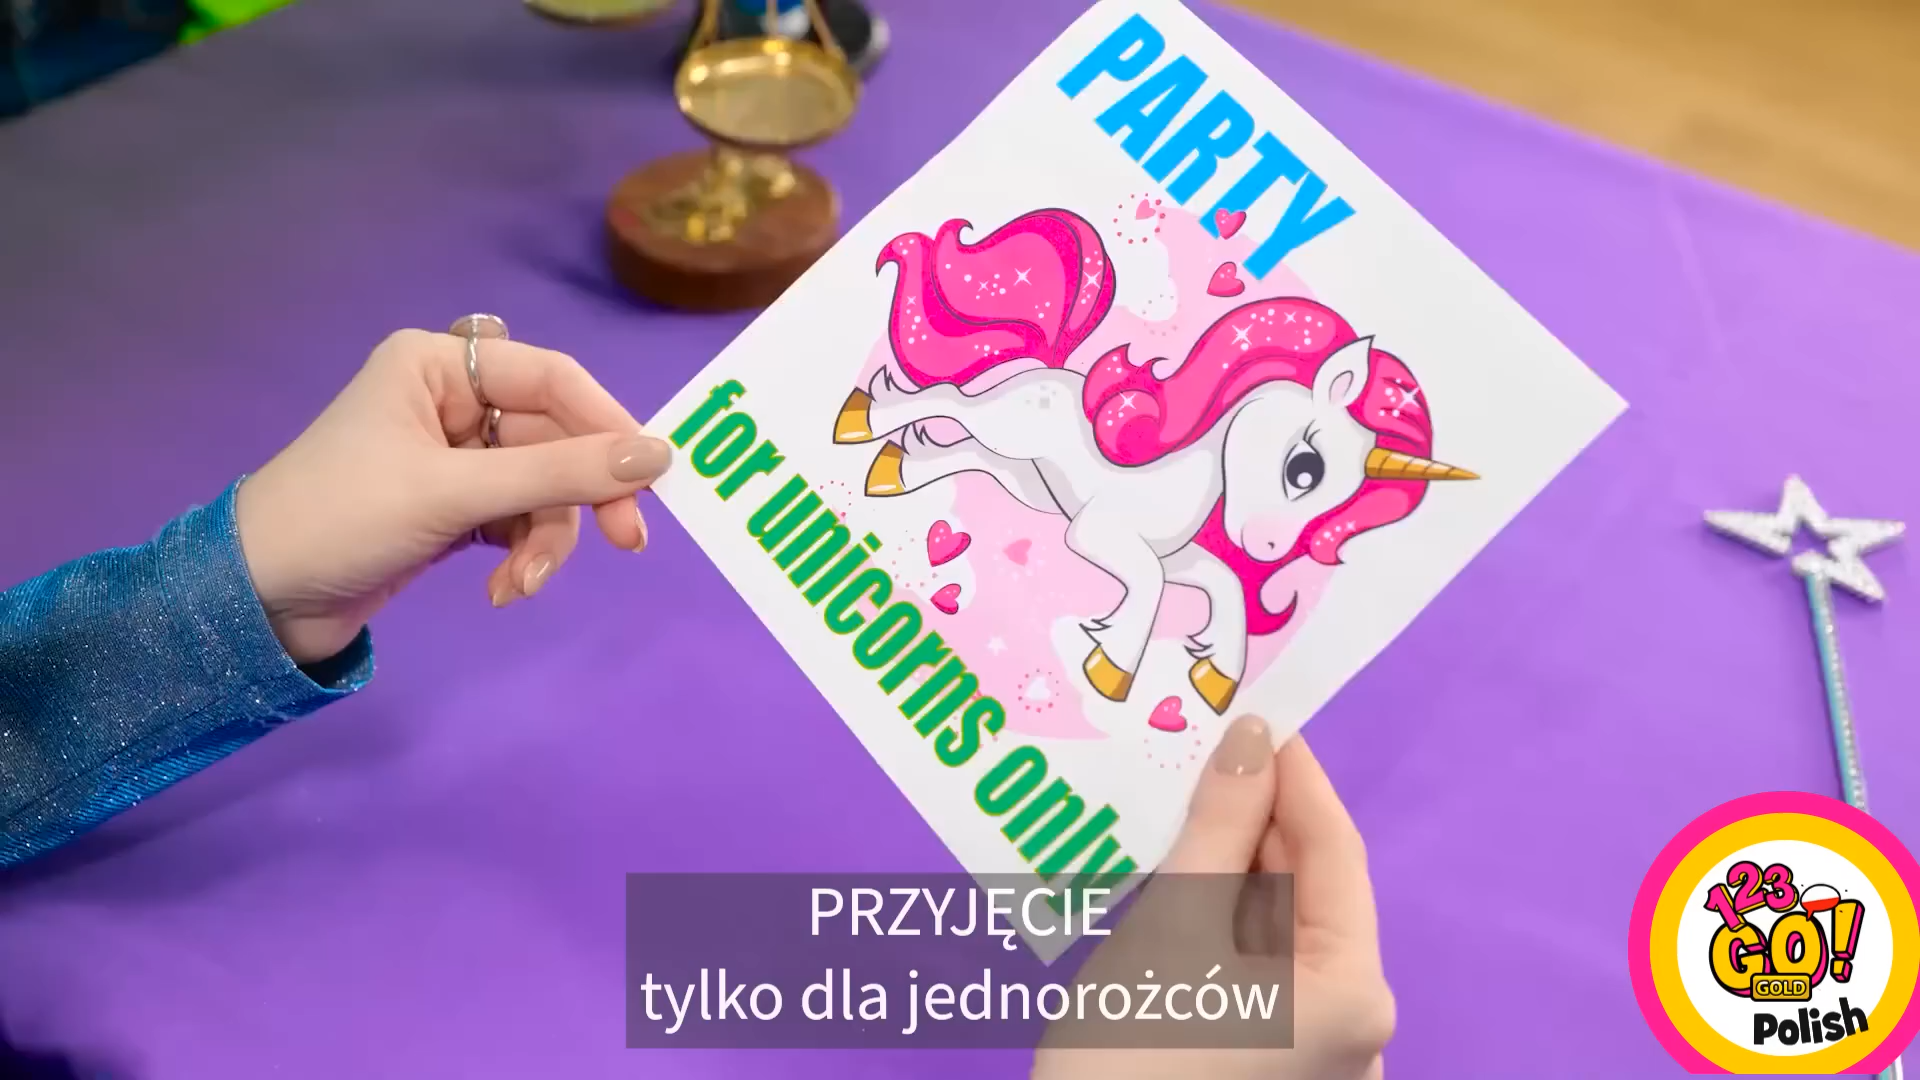 PARTY
for unicorns only
PRZYJĘCIE
tylko dla jednorożców
123
GO!
GOLD
Polish